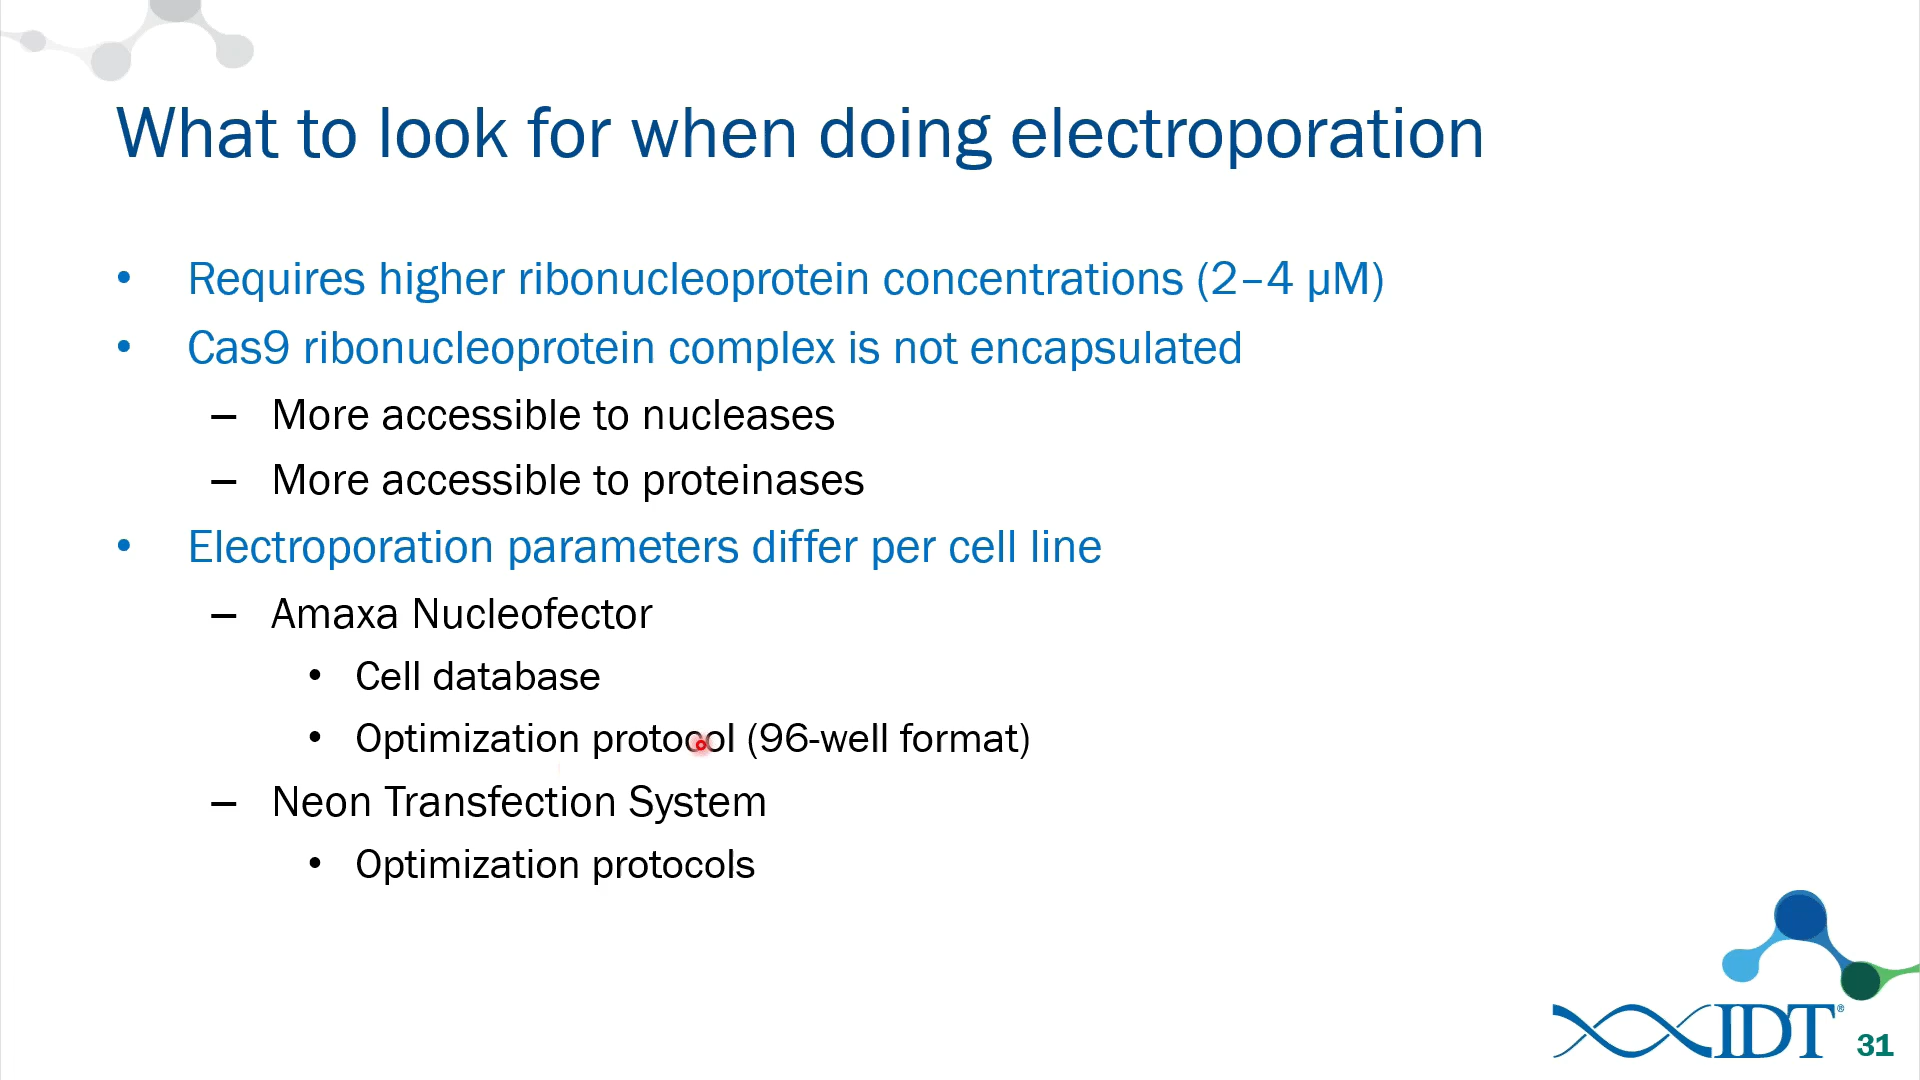 What to look for when doing electroporation
• Requires higher ribonucleoprotein concentrations (2–4 µM)
• Cas9 ribonucleoprotein complex is not encapsulated
– More accessible to nucleases
– More accessible to proteinases
• Electroporation parameters differ per cell line
– Amaxa Nucleofector
• Cell database
• Optimization protocol (96-well format)
– Neon Transfection System
• Optimization protocols
IDT®
31